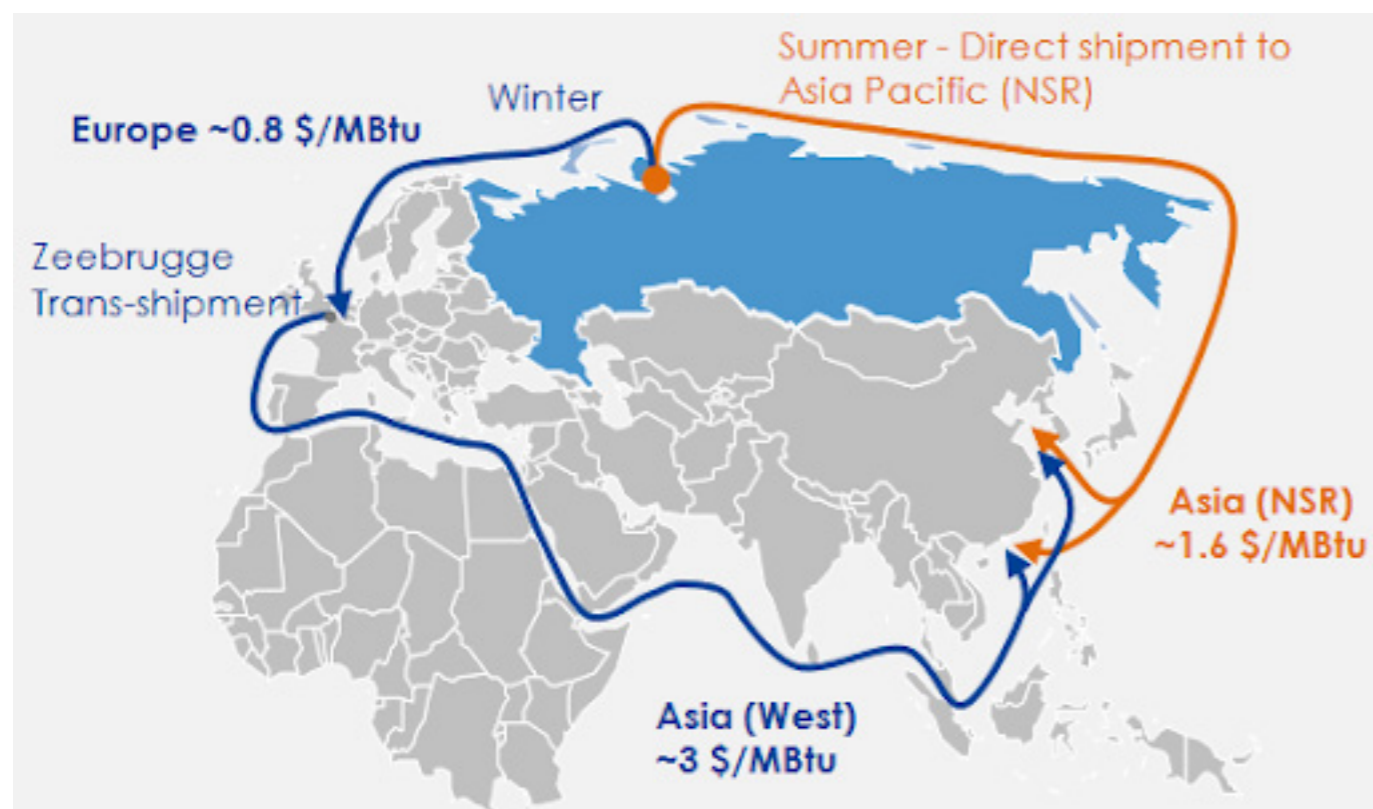 Summer - Direct shipment to
Asia Pacific (NSR)
Winter
Europe ~0.8 $/MBtu
Zeebrugge
Trans-shipment
Asia (NSR)
~1.6 $/MBtu
Asia (West)
~3 $/MBtu